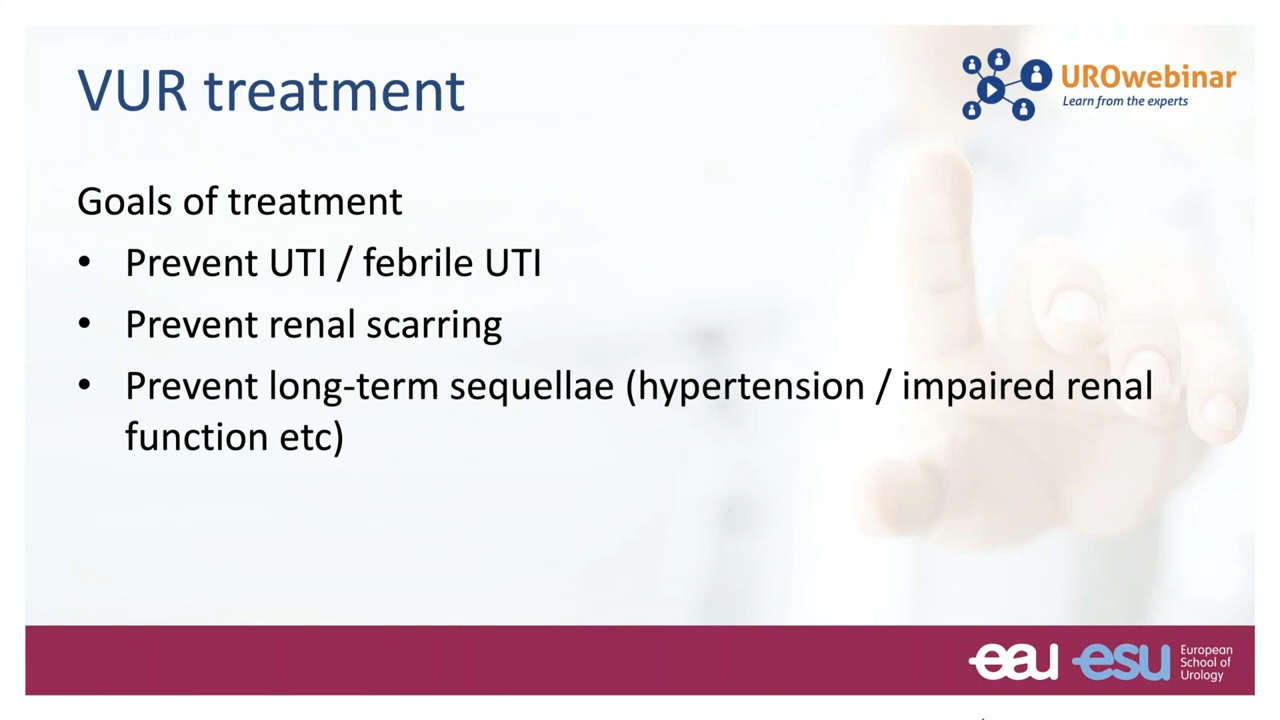 VUR treatment
UROwebinar
Learn from the experts
Goals of treatment
• Prevent UTI / febrile UTI
• Prevent renal scarring
• Prevent long-term sequellae (hypertension / impaired renal
function etc)
eau esu European
School of
Urology